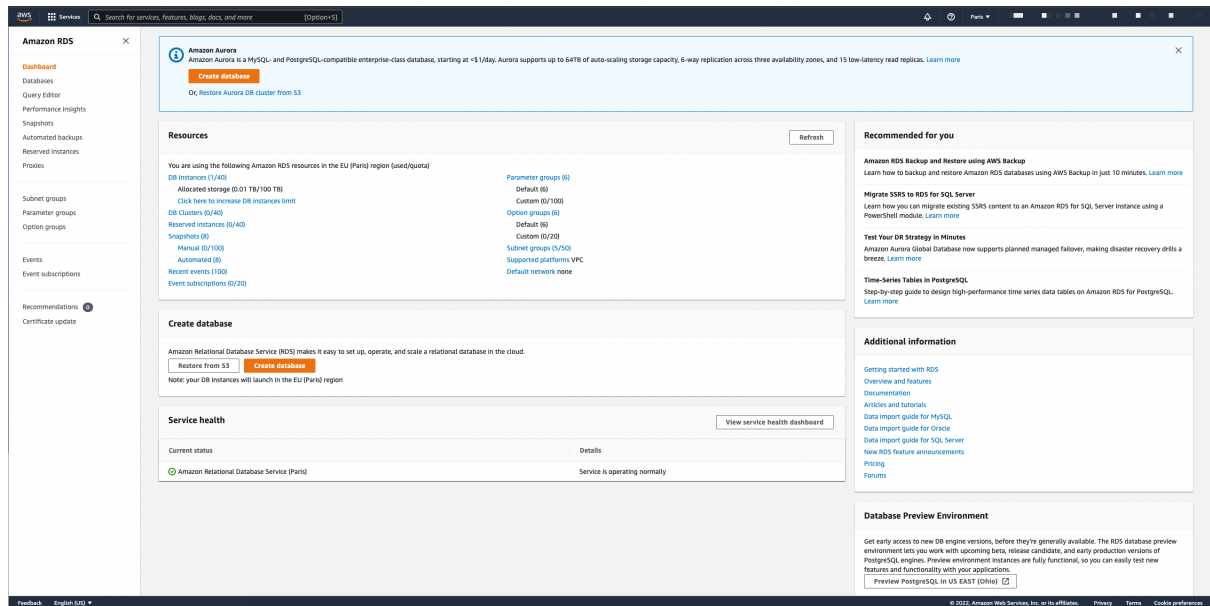 aws
Services
Search for services, features, blogs, docs, and more
[Option+S]
Paris ▼
Amazon RDS
Dashboard
Databases
Query Editor
Performance insights
Snapshots
Automated backups
Reserved instances
Proxies
Subnet groups
Parameter groups
Option groups
Events
Event subscriptions
Recommendations 0
Certificate update
Amazon Aurora
Amazon Aurora is a MySQL- and PostgreSQL-compatible enterprise-class database, starting at <$1/day. Aurora supports up to 64TB of auto-scaling storage capacity, 6-way replication across three availability zones, and 15 low-latency read replicas. Learn more
Create database
Or, Restore Aurora DB cluster from S3
Resources
Refresh
You are using the following Amazon RDS resources in the EU (Paris) region (used/quota)
DB Instances (1/40)
Allocated storage (0.01 TB/100 TB)
Click here to increase DB instances limit
DB Clusters (0/40)
Reserved instances (0/40)
Snapshots (8)
Manual (0/100)
Automated (8)
Recent events (100)
Event subscriptions (0/20)
Parameter groups (6)
Default (6)
Custom (0/100)
Option groups (6)
Default (6)
Custom (0/20)
Subnet groups (5/50)
Supported platforms VPC
Default network none
Create database
Amazon Relational Database Service (RDS) makes it easy to set up, operate, and scale a relational database in the cloud.
Restore from S3
Create database
Note: your DB instances will launch in the EU (Paris) region
Service health
View service health dashboard
Current status
Details
Amazon Relational Database Service (Paris)
Service is operating normally
Recommended for you
Amazon RDS Backup and Restore using AWS Backup
Learn how to backup and restore Amazon RDS databases using AWS Backup in just 10 minutes. Learn more
Migrate SSRS to RDS for SQL Server
Learn how you can migrate existing SSRS content to an Amazon RDS for SQL Server instance using a
PowerShell module. Learn more
Test Your DR Strategy in Minutes
Amazon Aurora Global Database now supports planned managed failover, making disaster recovery drills a
breeze. Learn more
Time-Series Tables in PostgreSQL
Step-by-step guide to design high-performance time series data tables on Amazon RDS for PostgreSQL.
Learn more
Additional information
Getting started with RDS
Overview and features
Documentation
Articles and tutorials
Data import guide for MySQL
Data import guide for Oracle
Data import guide for SQL Server
New RDS feature announcements
Pricing
Forums
Database Preview Environment
Get early access to new DB engine versions, before they're generally available. The RDS database preview
environment lets you work with upcoming beta, release candidate, and early production versions of
PostgreSQL engines. Preview environment instances are fully functional, so you can easily test new
features and functionality with your applications.
Preview PostgreSQL in US EAST (Ohio)
Feedback
English (US) ▼
© 2022, Amazon Web Services, Inc. or its affiliates.
Privacy
Terms
Cookie preferences